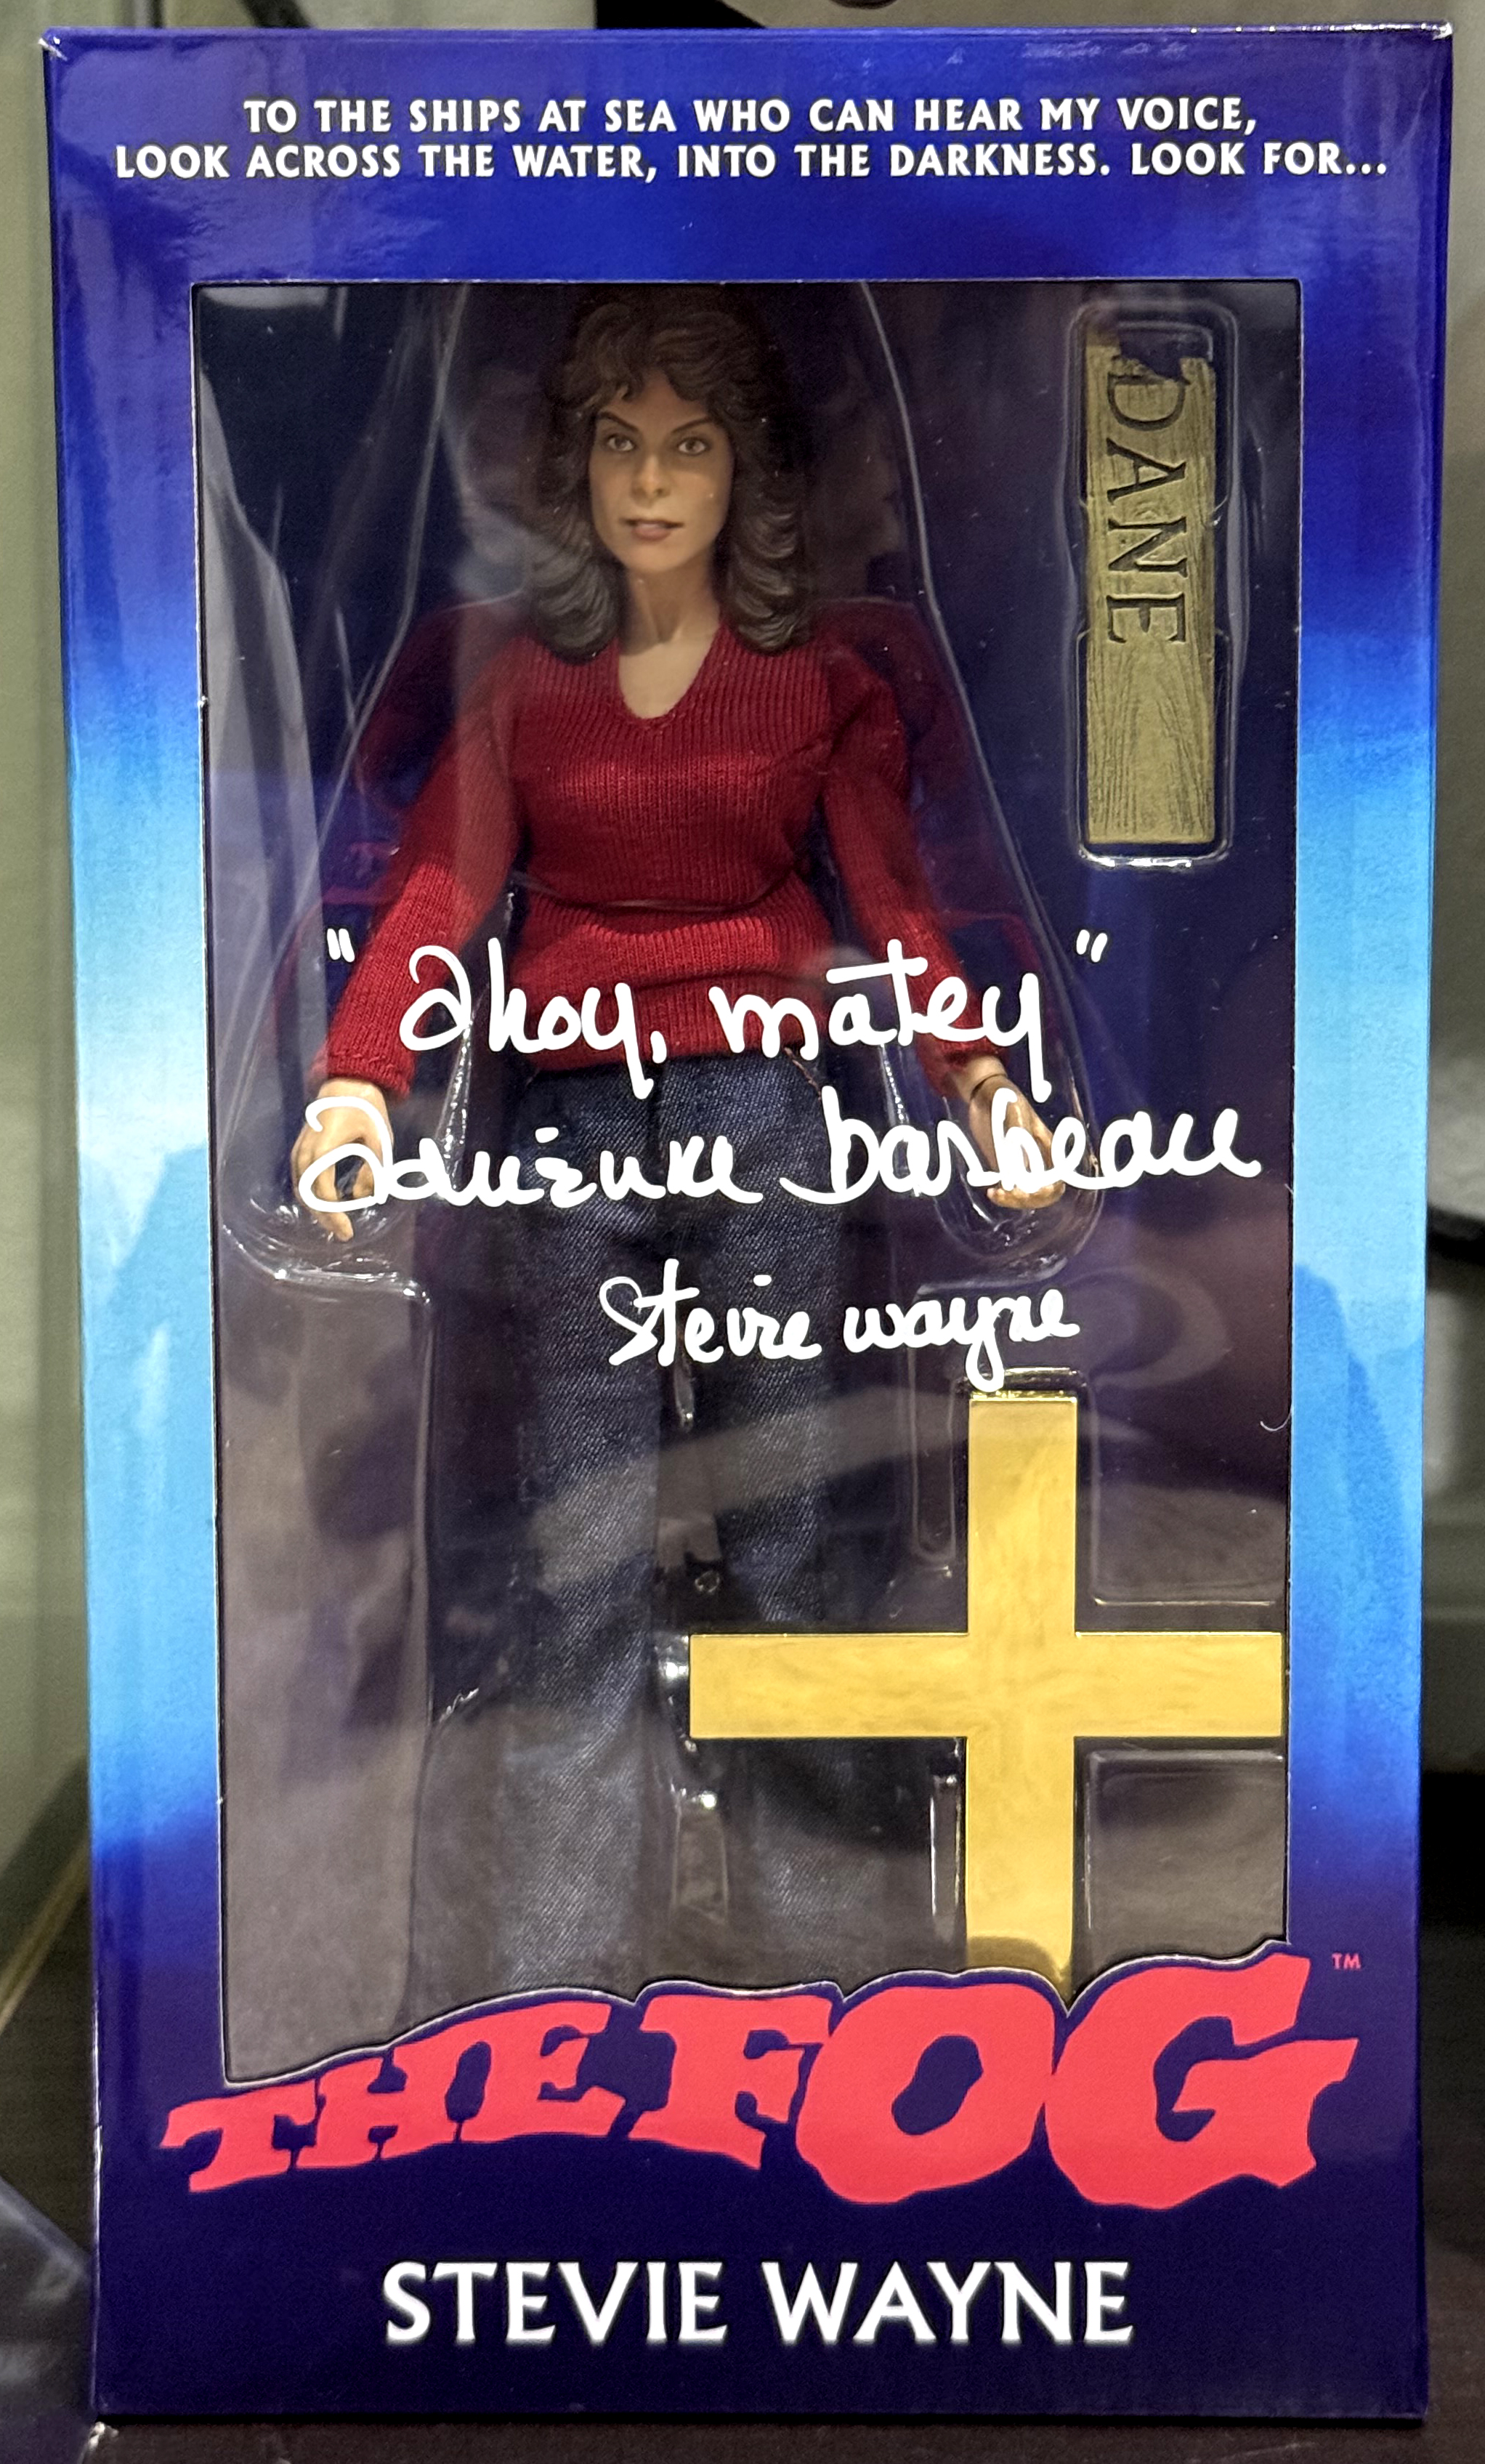 TO THE SHIPS AT SEA WHO CAN HEAR MY VOICE,
LOOK ACROSS THE WATER, INTO THE DARKNESS. LOOK FOR...
DANE
"ahoy, matey"
adrienne barbeau
stevie wayne
THE FOG™
STEVIE WAYNE